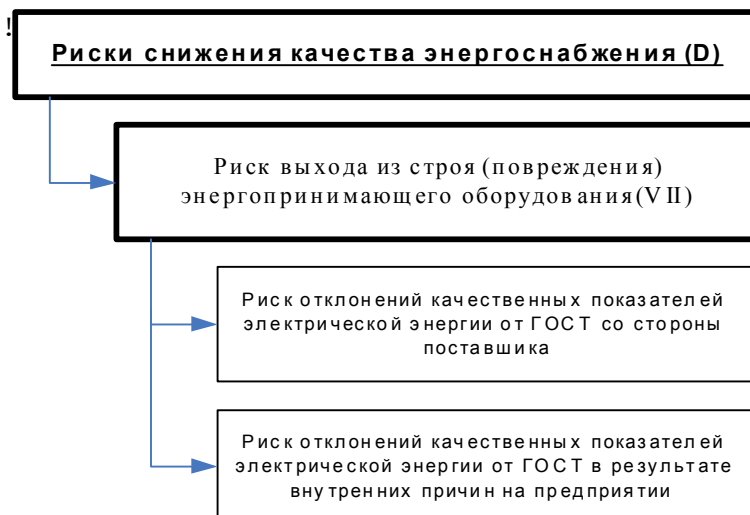 !
Риски снижения качества энергоснабжения (D)
Риск выхода из строя (повреждения)
энергопринимающего оборудования(VII)
Риск отклонений качественных показателей
электрической энергии от ГОСТ со стороны
поставшика
Риск отклонений качественных показателей
электрической энергии от ГОСТ в результате
внутренних причин на предприятии